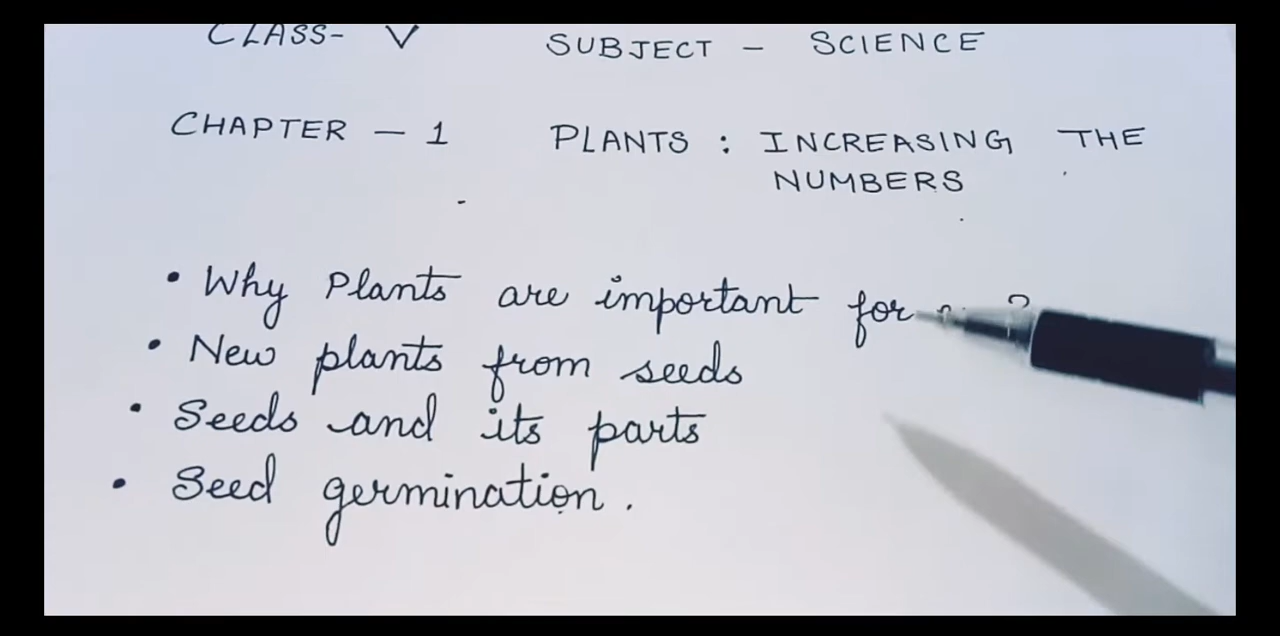 CLASS- V SUBJECT - SCIENCE
CHAPTER - 1 PLANTS : INCREASING THE
NUMBERS
• Why Plants are important for ?
• New plants from seeds
• Seeds and its parts
• Seed germination.